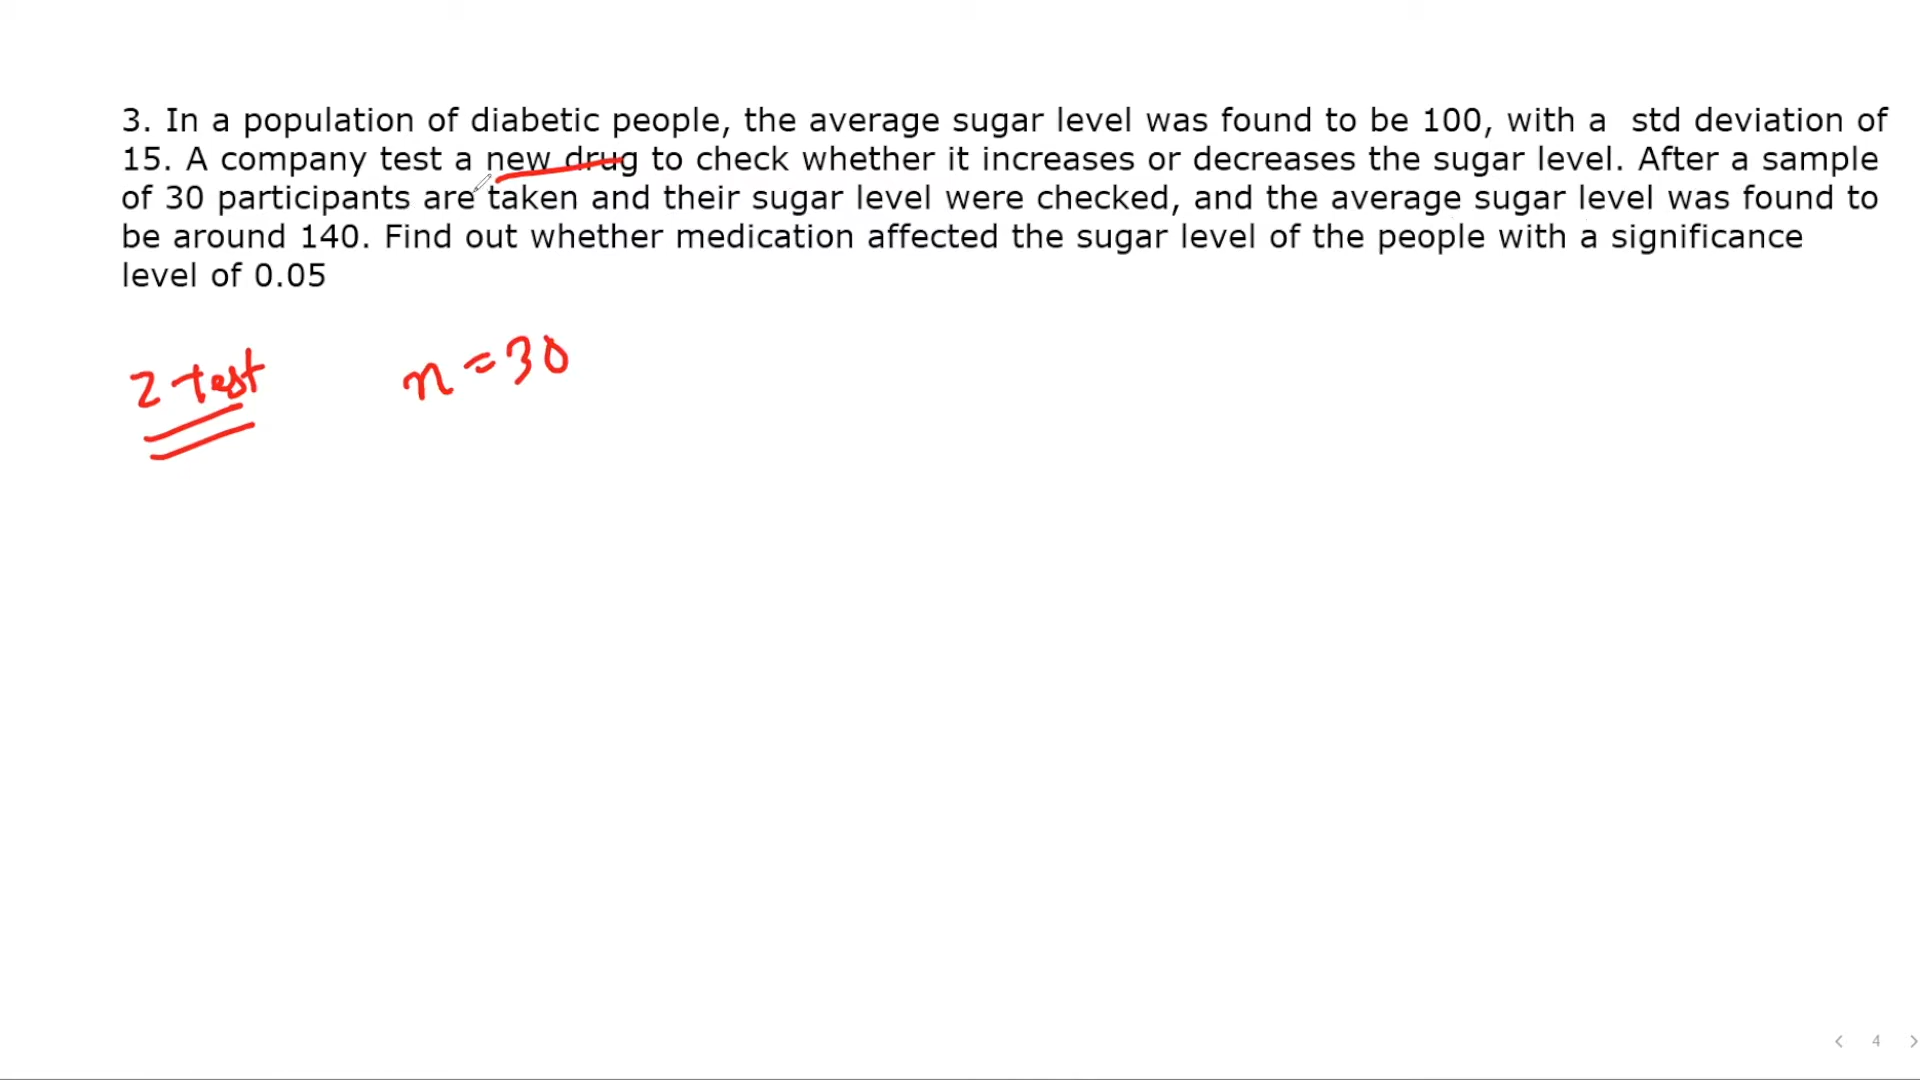 3. In a population of diabetic people, the average sugar level was found to be 100, with a std deviation of
15. A company test a new drug to check whether it increases or decreases the sugar level. After a sample
of 30 participants are taken and their sugar level were checked, and the average sugar level was found to
be around 140. Find out whether medication affected the sugar level of the people with a significance
level of 0.05
Z test n = 30
4